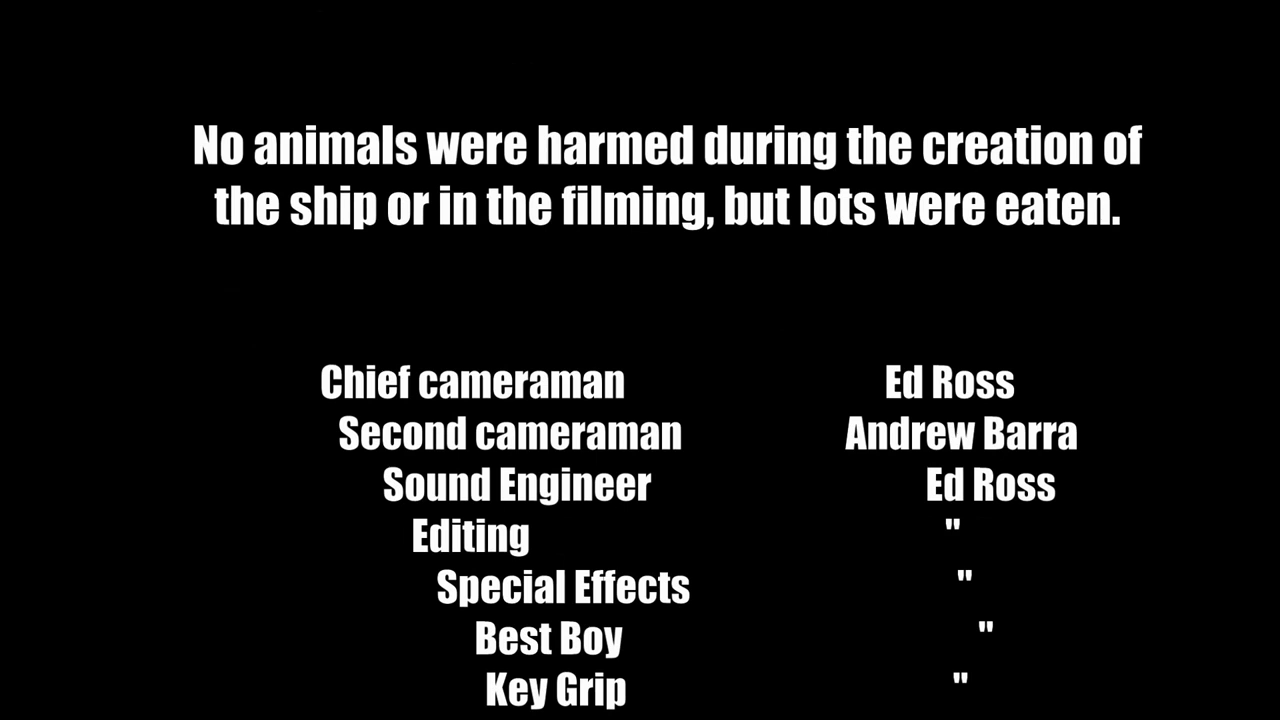 No animals were harmed during the creation of
the ship or in the filming, but lots were eaten.
Chief cameraman Ed Ross
Second cameraman Andrew Barra
Sound Engineer Ed Ross
Editing "
Special Effects "
Best Boy "
Key Grip "